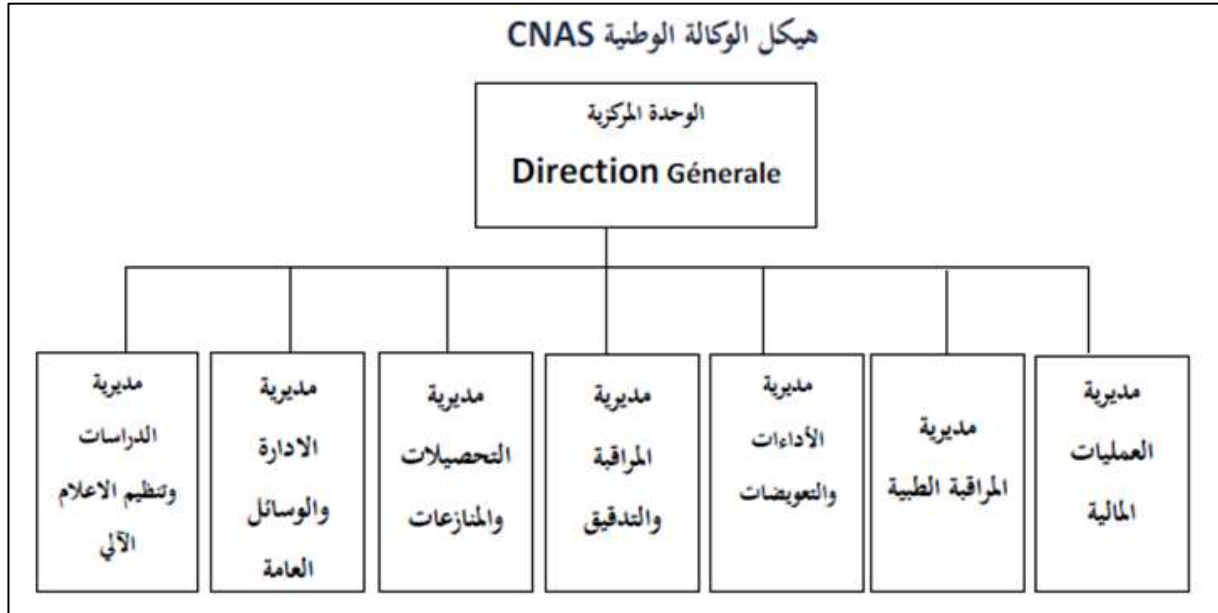 هيكل الوكالة الوطنية CNAS
الوحدة المركزية
Direction Génerale
مديرية
العمليات
المالية
مديرية
المراقبة الطبية
مديرية
الأداءات
والتعويضات
مديرية
المراقبة
والتدقيق
مديرية
التحصيلات
والمنازعات
مديرية
الادارة
والوسائل
العامة
مديرية
الدراسات
وتنظيم الاعلام
الآلي